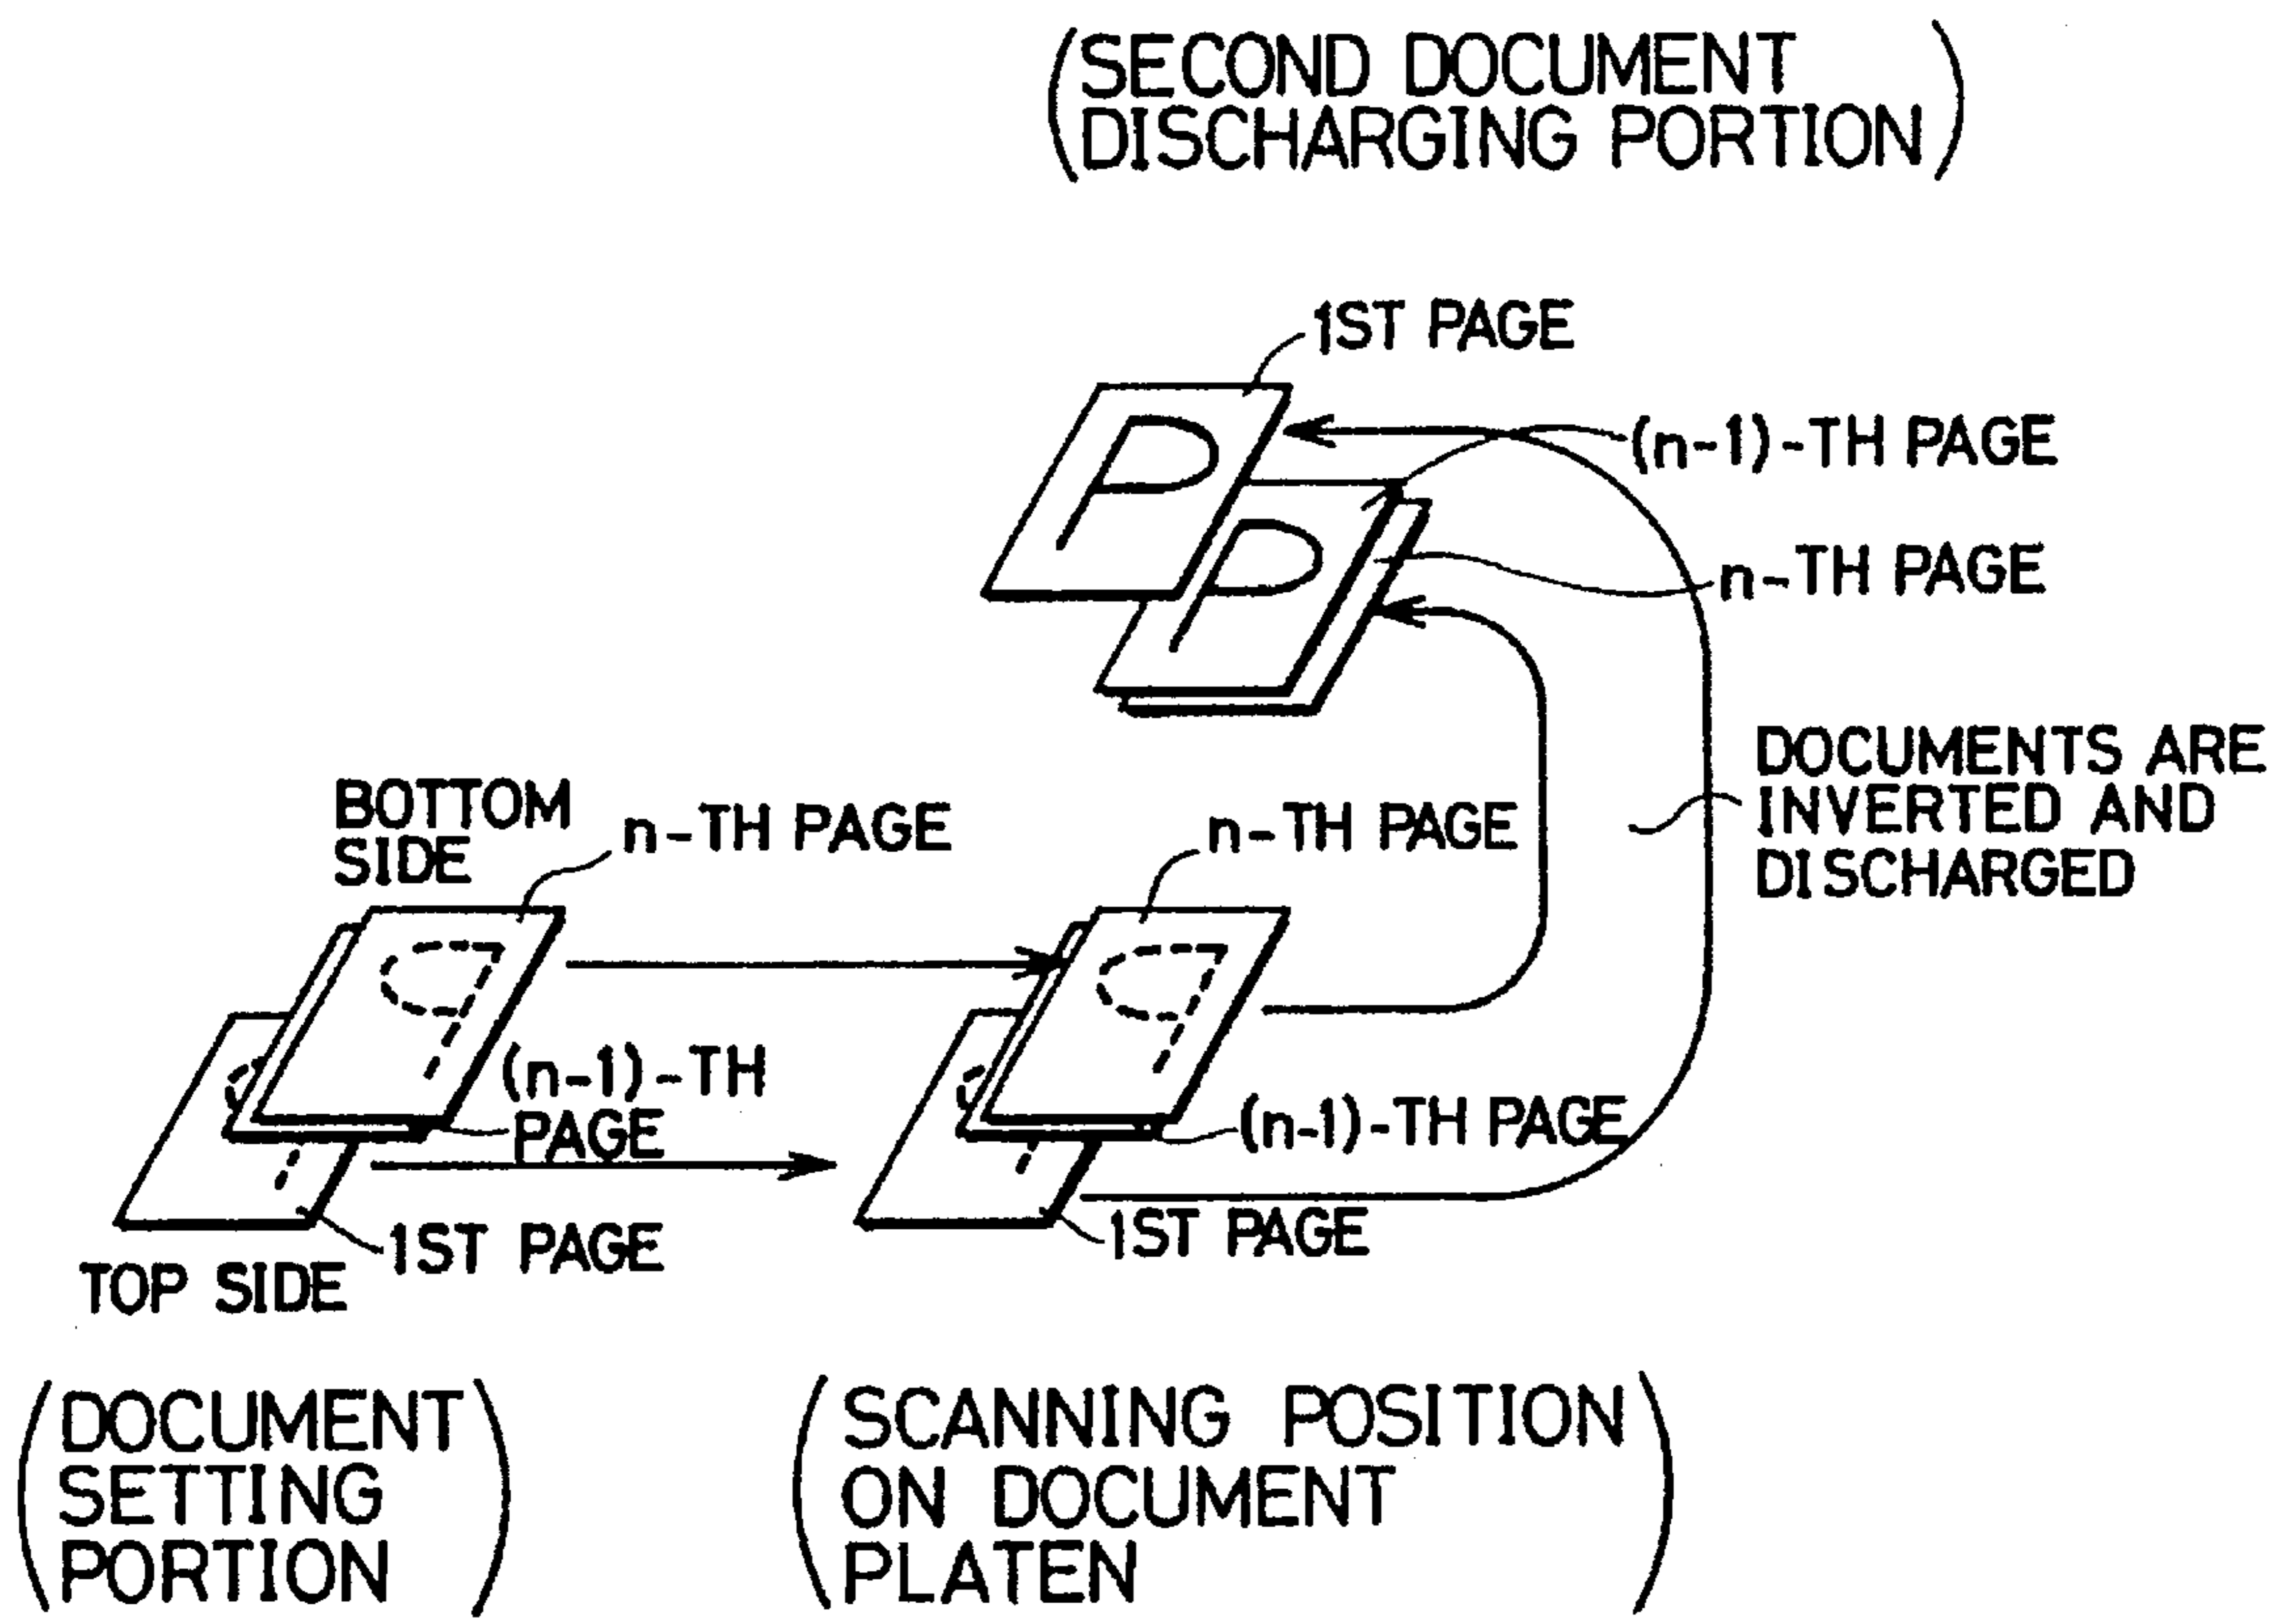 (SECOND DOCUMENT
DISCHARGING PORTION)
1ST PAGE
P
(n-1)-TH PAGE
P
n-TH PAGE
DOCUMENTS ARE
INVERTED AND
DISCHARGED
BOTTOM
SIDE
n-TH PAGE
n-TH PAGE
(n-1)-TH
PAGE
(n-1)-TH PAGE
1ST PAGE
1ST PAGE
TOP SIDE
(DOCUMENT
SETTING
PORTION)
(SCANNING POSITION
ON DOCUMENT
PLATEN)